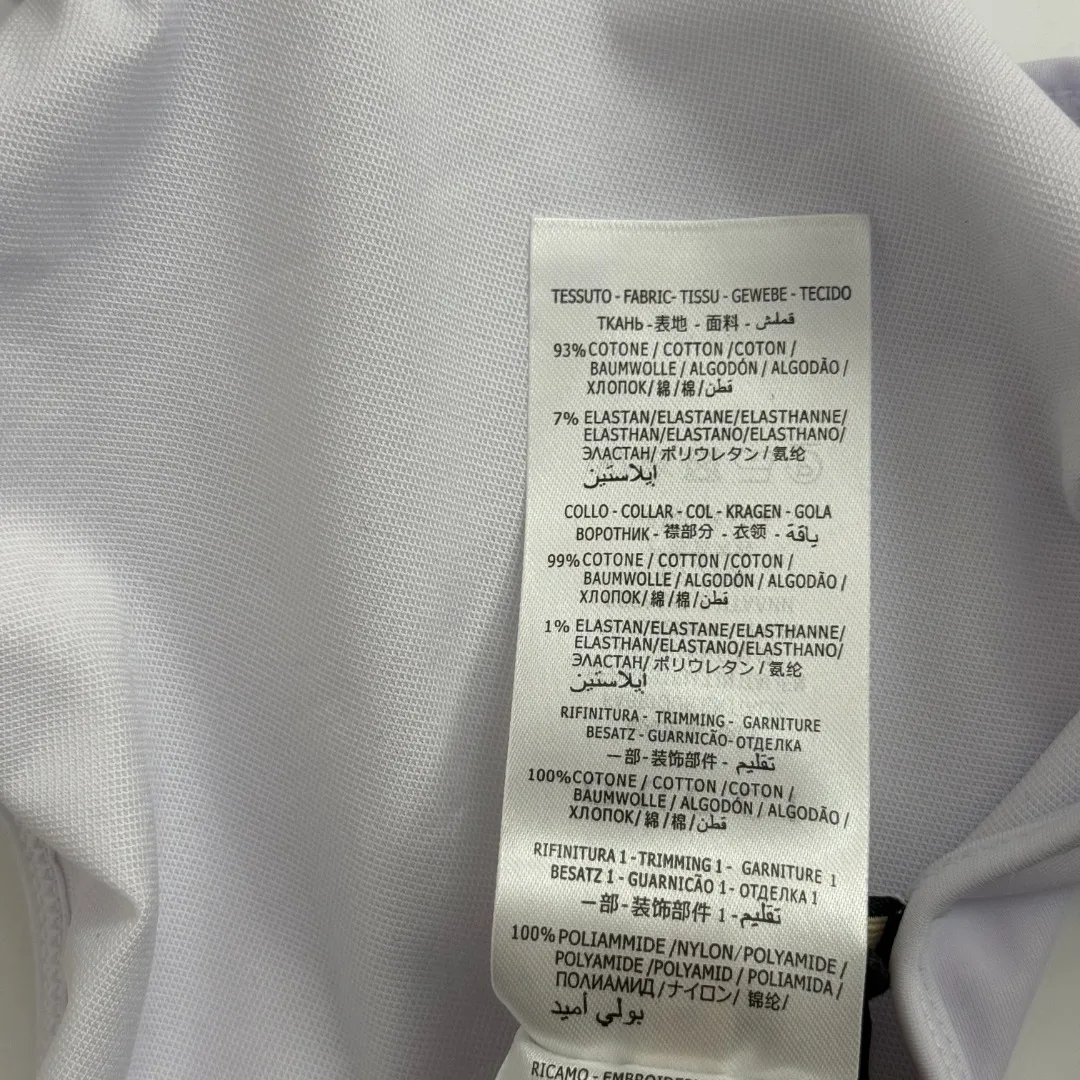 TESSUTO - FABRIC- TISSU - GEWEBE - TECIDO
ТКАНЬ -表地 - 面料 - قملش
93% COTONE / COTTON /COTON /
BAUMWOLLE / ALGODÓN / ALGODÃO /
ХЛОПОК/ 綿 /棉 /قطن
7% ELASTAN/ELASTANE/ELASTHANNE/
ELASTHAN/ELASTANO/ELASTHANO/
ЭЛАСТАН/ ポリウレタン / 氨纶
إيلاستين
COLLO - COLLAR - COL - KRAGEN - GOLA
ВОРОТНИК - 襟部分 - 衣领 - ياقة
99% COTONE / COTTON /COTON /
BAUMWOLLE / ALGODÓN / ALGODÃO /
ХЛОПОК/ 綿 /棉 /قطن
1% ELASTAN/ELASTANE/ELASTHANNE/
ELASTHAN/ELASTANO/ELASTHANO/
ЭЛАСТАН/ ポリウレタン / 氨纶
إيلاستين
RIFINITURA - TRIMMING - GARNITURE
BESATZ - GUARNICÃO- ОТДЕЛКА
一部-装饰部件 - تقليم
100% COTONE / COTTON /COTON /
BAUMWOLLE / ALGODÓN / ALGODÃO /
ХЛОПОК/ 綿 /棉 /قطن
RIFINITURA 1 - TRIMMING 1 - GARNITURE 1
BESATZ 1 - GUARNICÃO 1 - ОТДЕЛКА 1
一部-装饰部件 1 - تقليم
100% POLIAMMIDE /NYLON/ POLYAMIDE /
POLYAMIDE /POLYAMID / POLIAMIDA /
ПОЛИАМИД /ナイロン/ 锦纶/
بولي أميد
RICAMO -